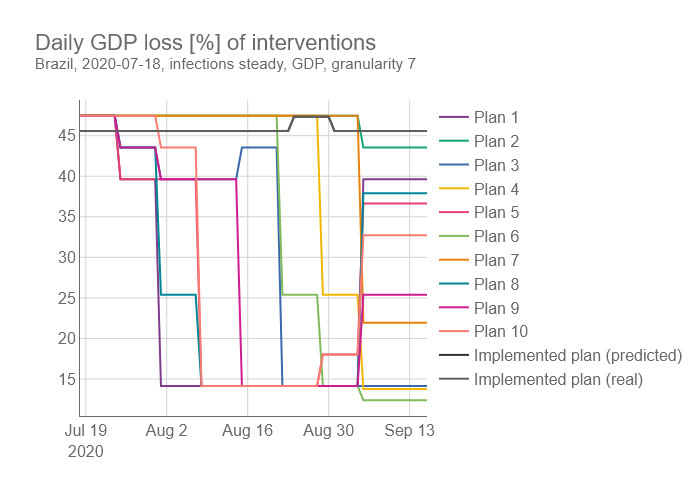 Daily GDP loss [%] of interventions
Brazil, 2020-07-18, infections steady, GDP, granularity 7
45
40
35
30
25
20
15
Jul 19
2020
Aug 2
Aug 16
Aug 30
Sep 13
Plan 1
Plan 2
Plan 3
Plan 4
Plan 5
Plan 6
Plan 7
Plan 8
Plan 9
Plan 10
Implemented plan (predicted)
Implemented plan (real)